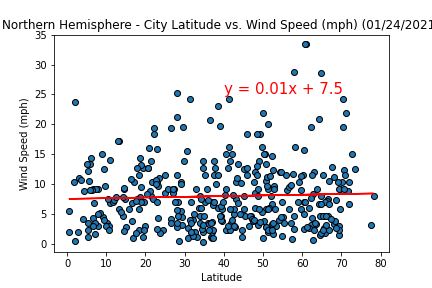 Northern Hemisphere - City Latitude vs. Wind Speed (mph) (01/24/2021
35
30
25
20
15
10
5
0
Wind Speed (mph)
y = 0.01x + 7.5
0 10 20 30 40 50 60 70 80
Latitude